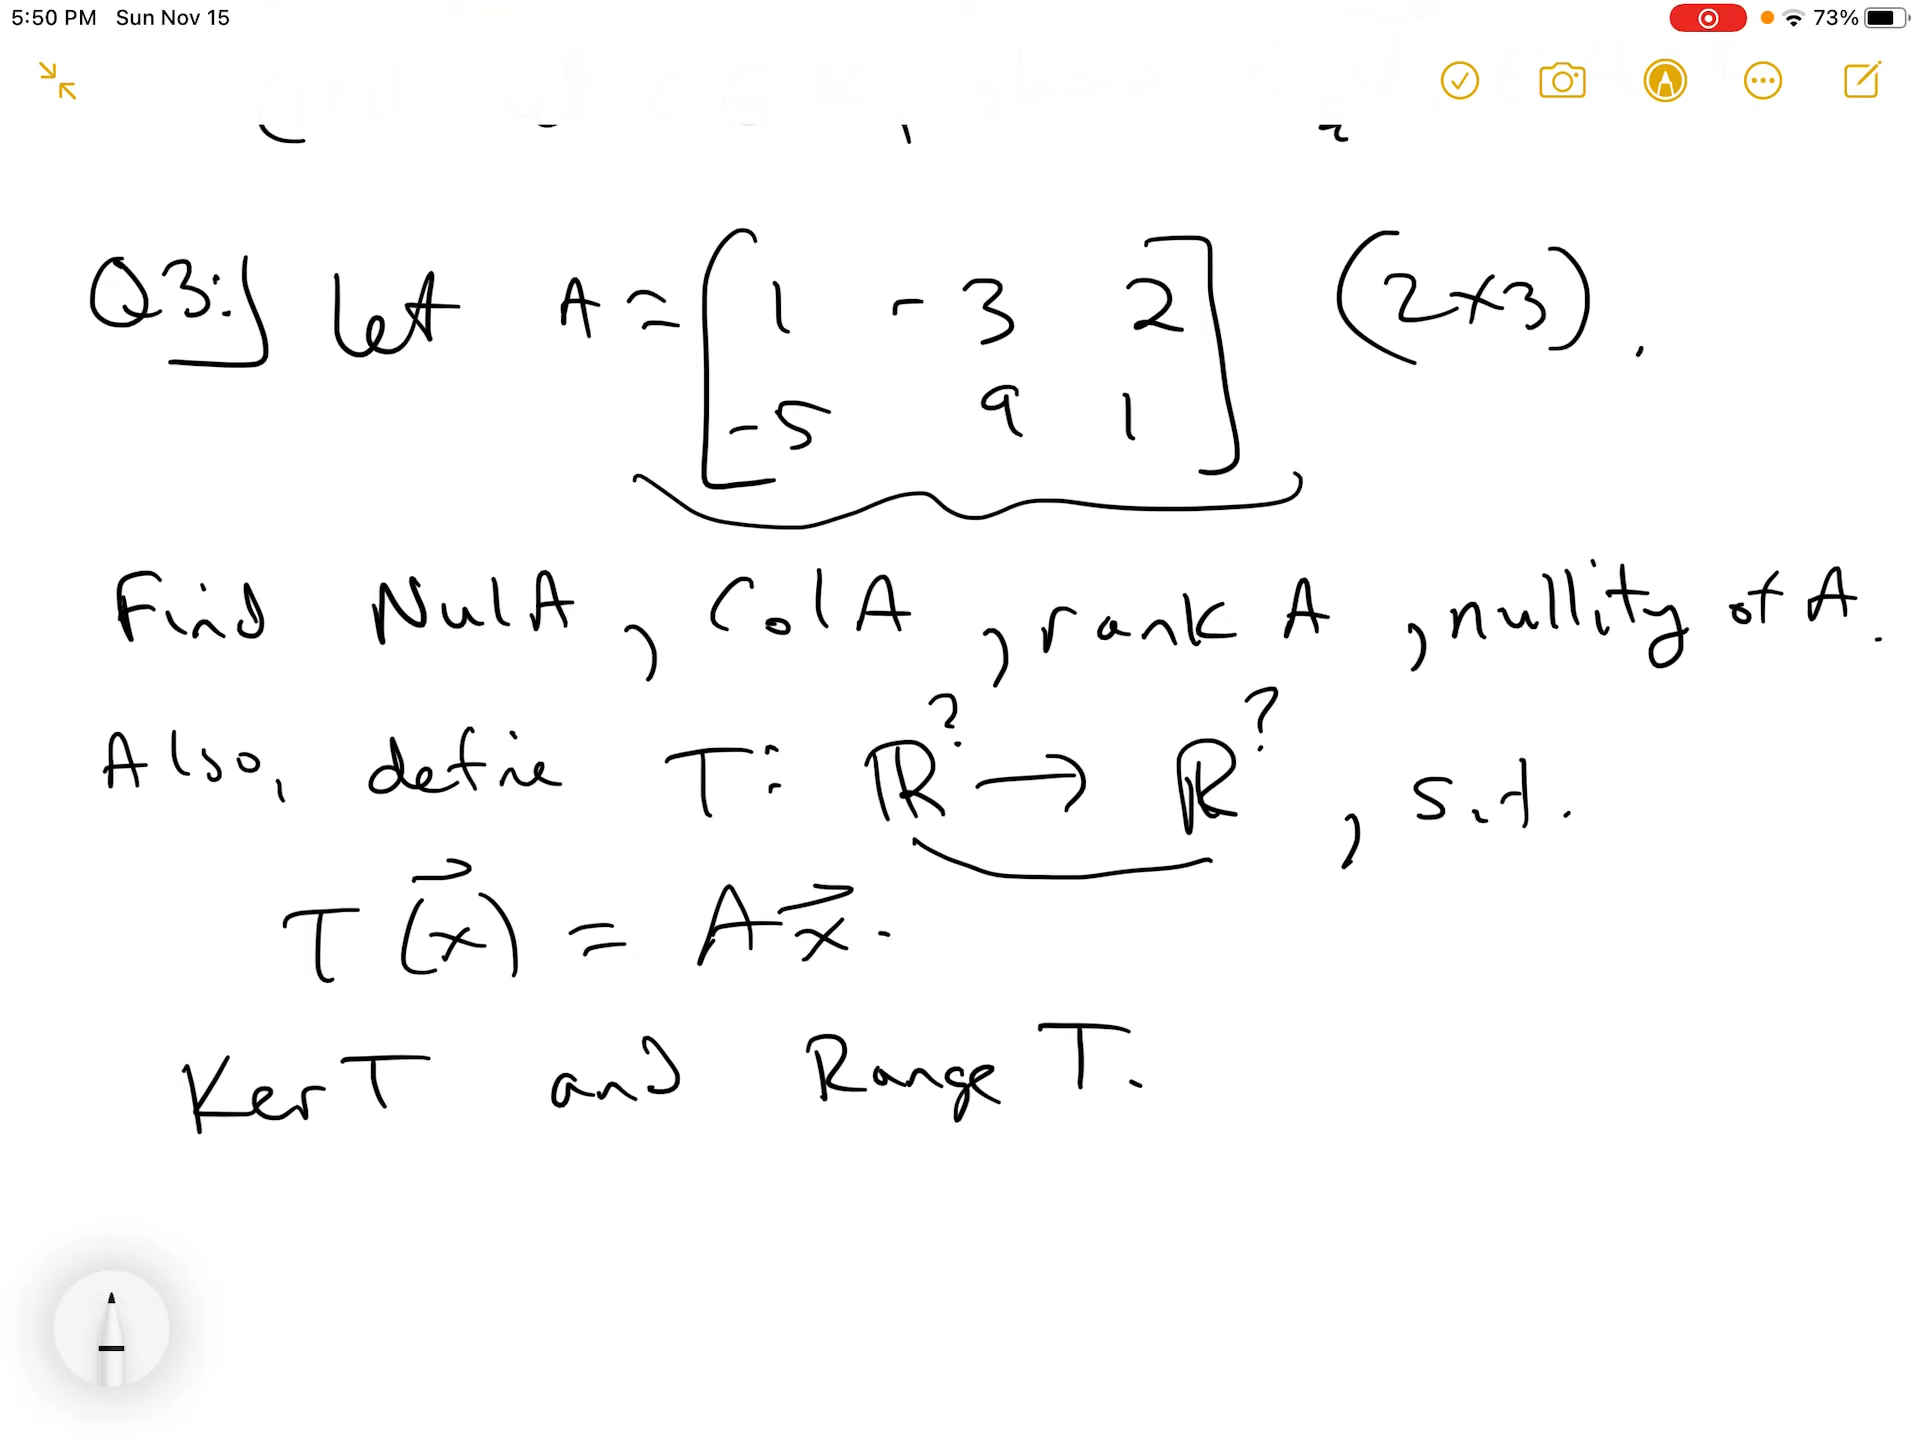 5:50 PM Sun Nov 15 73%
Q3: Let A = [1 -3 2 (2×3).
-5 9 1]
Find NulA, ColA, rank A, nullity of A.
Also, define T: ℝ^? → ℝ^?, s.t.
T(x⃗) = Ax⃗.
Ker T and Range T.